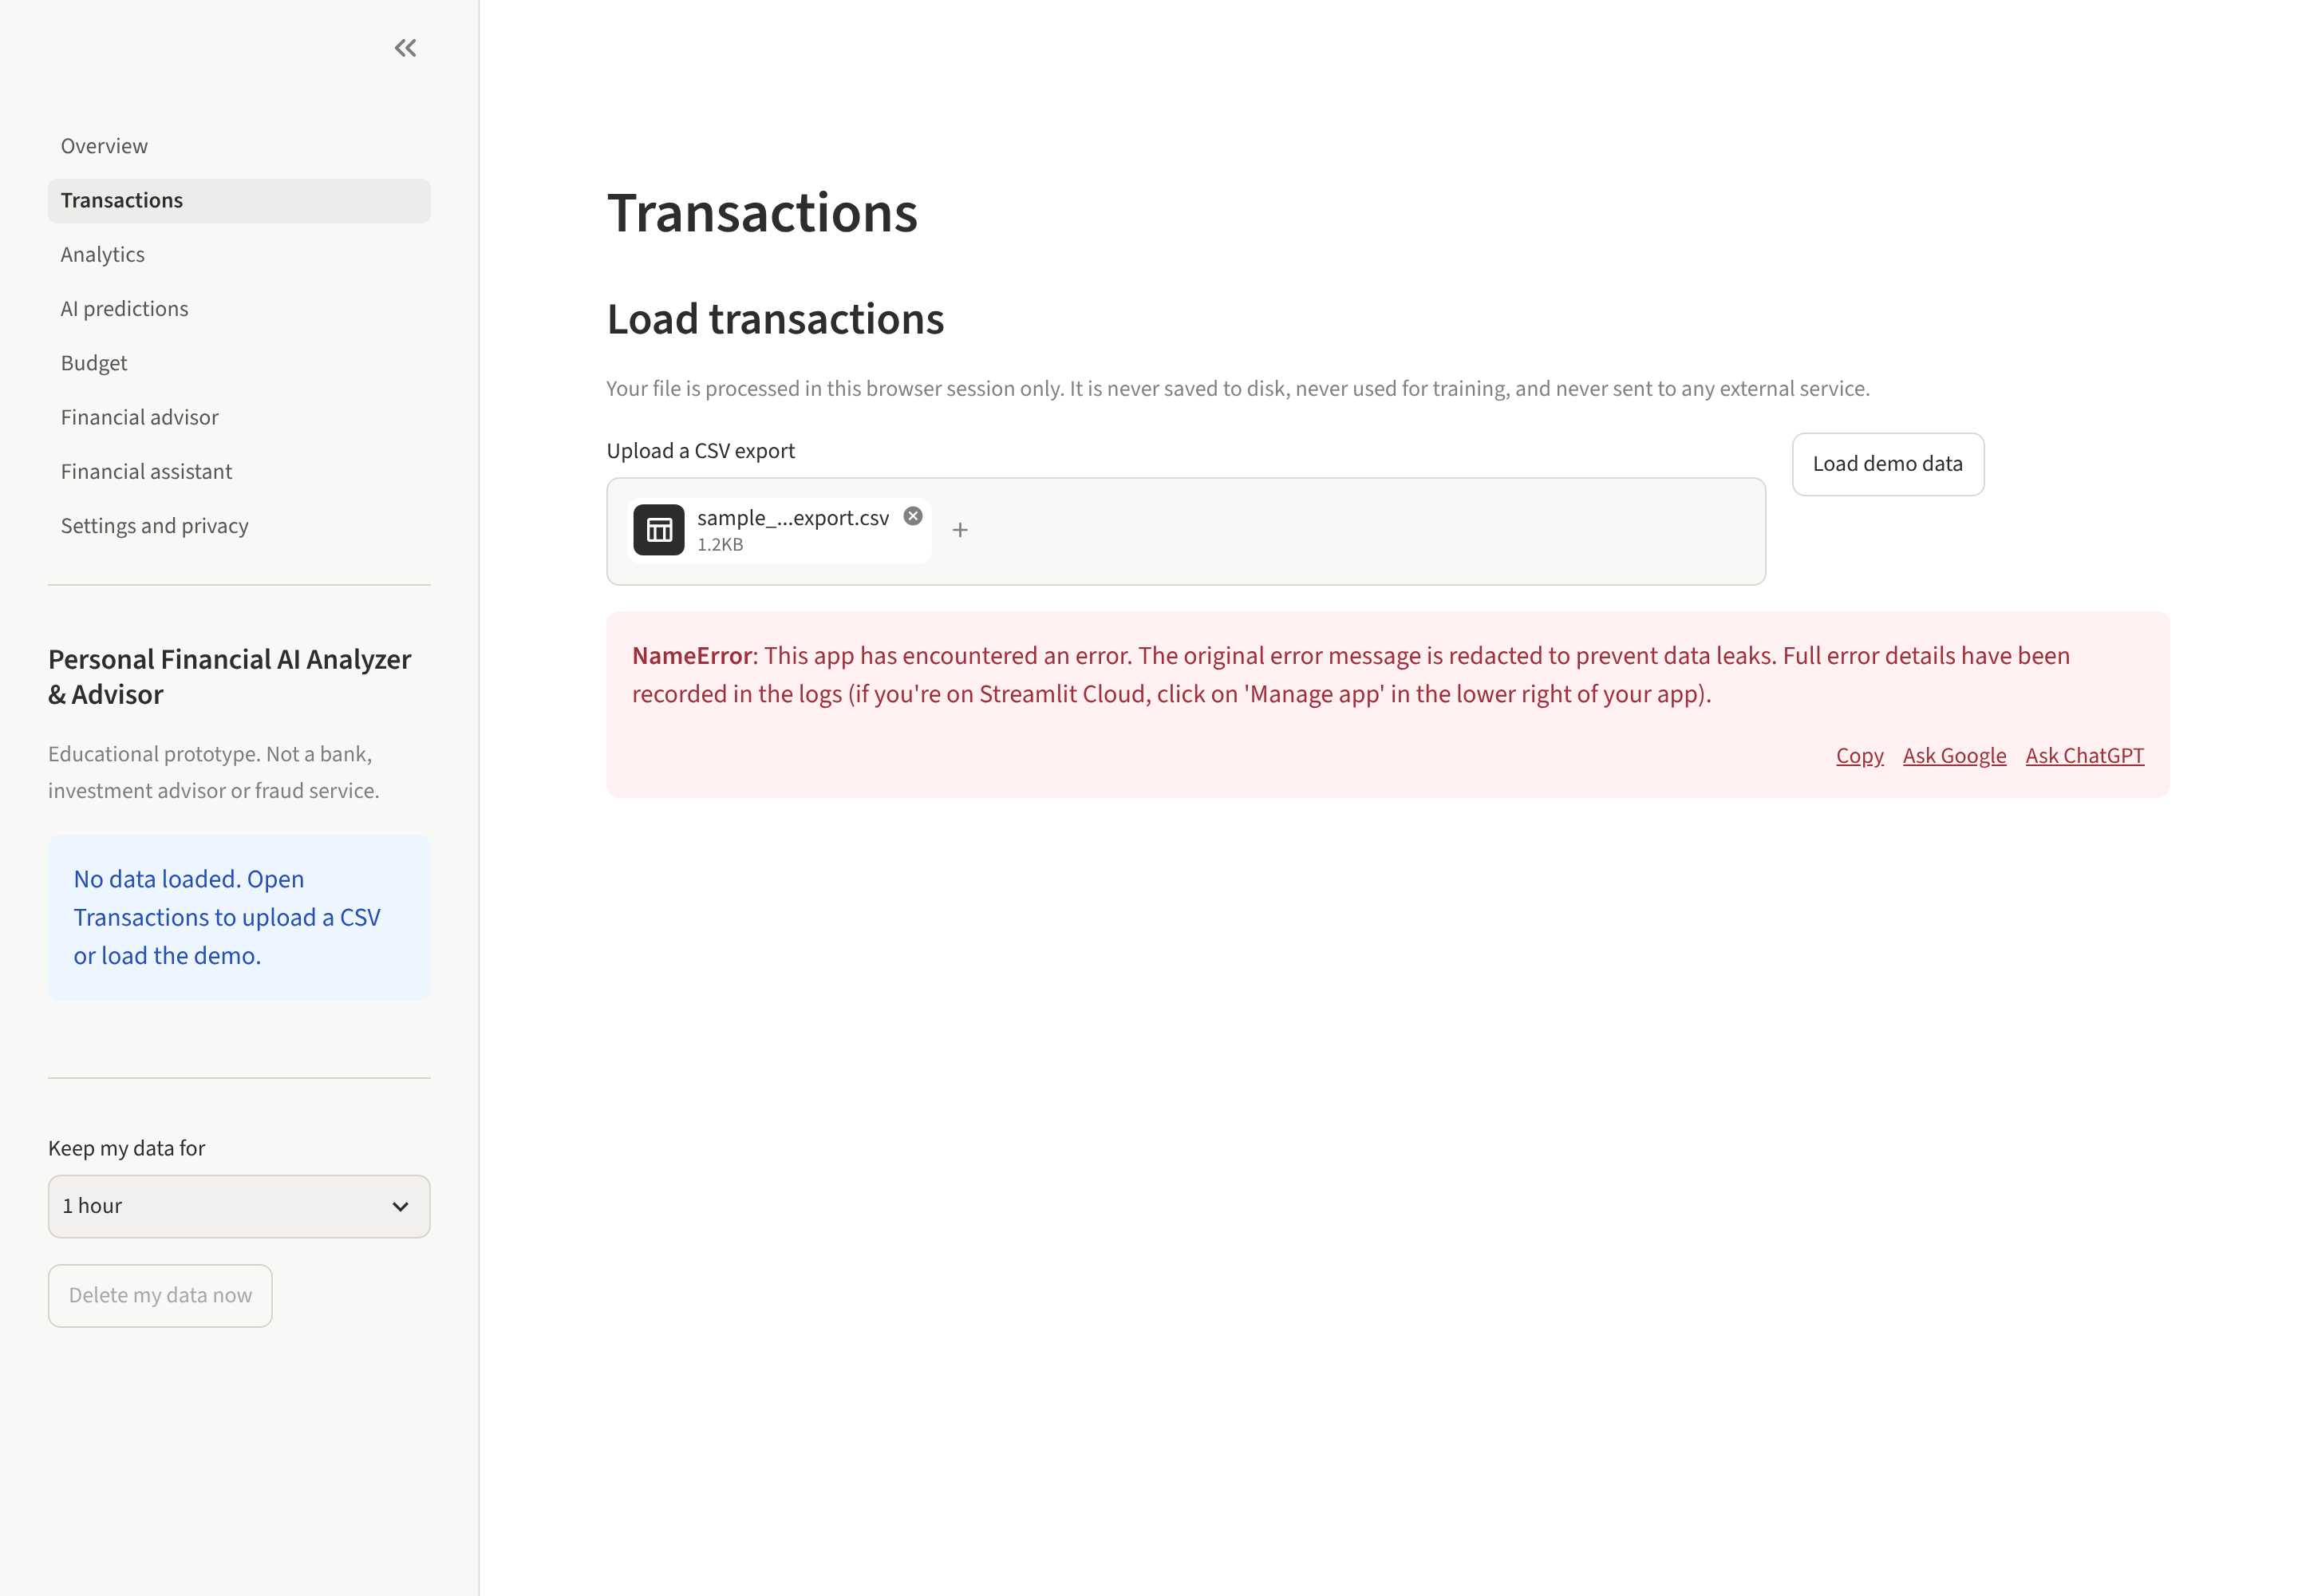 Overview
Transactions
Analytics
AI predictions
Budget
Financial advisor
Financial assistant
Settings and privacy
Personal Financial AI Analyzer
& Advisor
Educational prototype. Not a bank,
investment advisor or fraud service.
No data loaded. Open
Transactions to upload a CSV
or load the demo.
Keep my data for
1 hour
Delete my data now
Transactions
Load transactions
Your file is processed in this browser session only. It is never saved to disk, never used for training, and never sent to any external service.
Upload a CSV export
Load demo data
sample_...export.csv
1.2KB
NameError: This app has encountered an error. The original error message is redacted to prevent data leaks. Full error details have been
recorded in the logs (if you're on Streamlit Cloud, click on 'Manage app' in the lower right of your app).
Copy Ask Google Ask ChatGPT